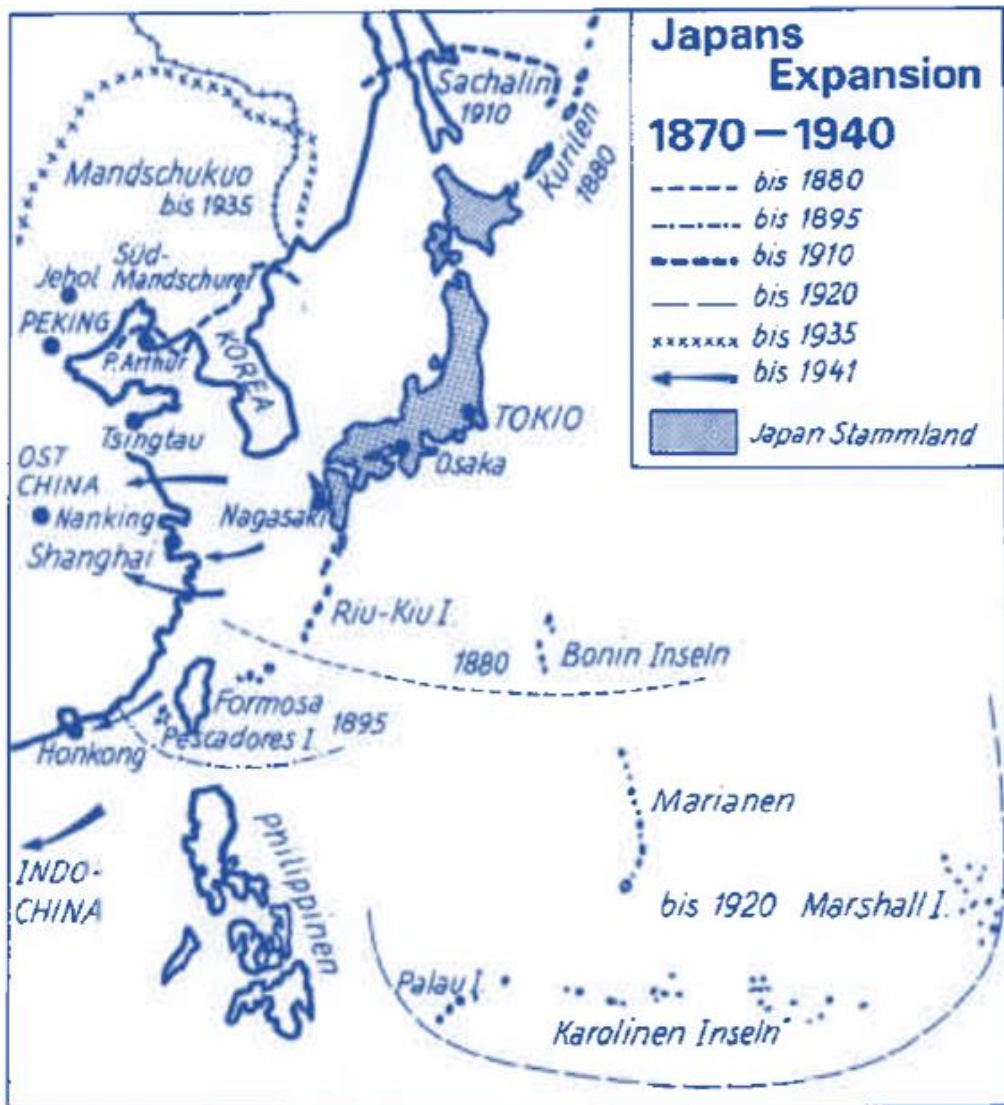 Japans
Expansion
1870 – 1940
bis 1880
bis 1895
bis 1910
bis 1920
bis 1935
bis 1941
Japan Stammland
Sachalin
1910
Kurilen
1880
Mandschukuo
bis 1935
Süd-
Mandschurei
Jehol
PEKING
P. Arthur
KOREA
Tsingtau
TOKIO
Osaka
OST
CHINA
Nanking
Nagasaki
Shanghai
Riu-Kiu I.
1880
Bonin Inseln
Formosa
Pescadores I
1895
Honkong
Marianen
INDO-
CHINA
Philippinen
bis 1920
Marshall I.
Palau I.
Karolinen Inseln